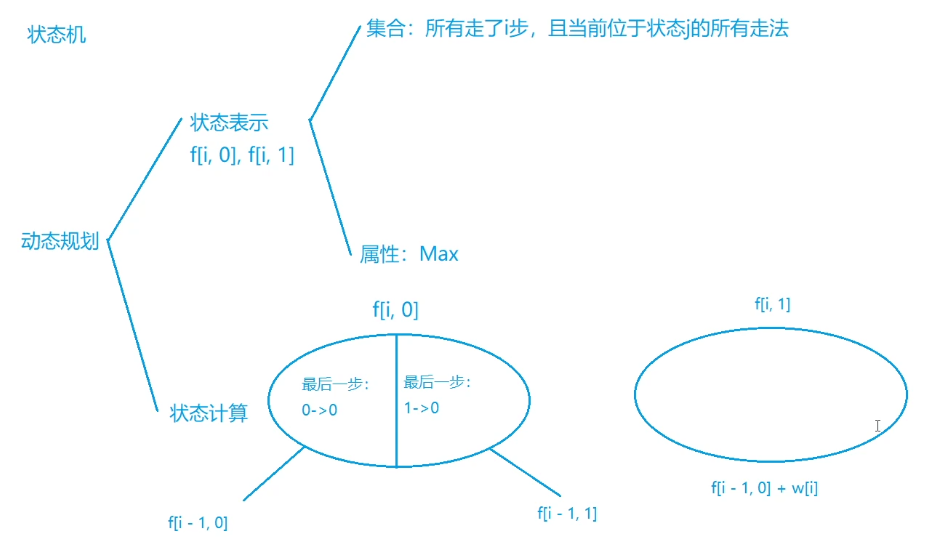 状态机
集合：所有走了i步，且当前位于状态j的所有走法
状态表示
f[i, 0], f[i, 1]
动态规划
属性：Max
f[i, 0]
f[i, 1]
最后一步：
0->0
最后一步：
1->0
状态计算
f[i - 1, 0]
f[i - 1, 1]
f[i - 1, 0] + w[i]